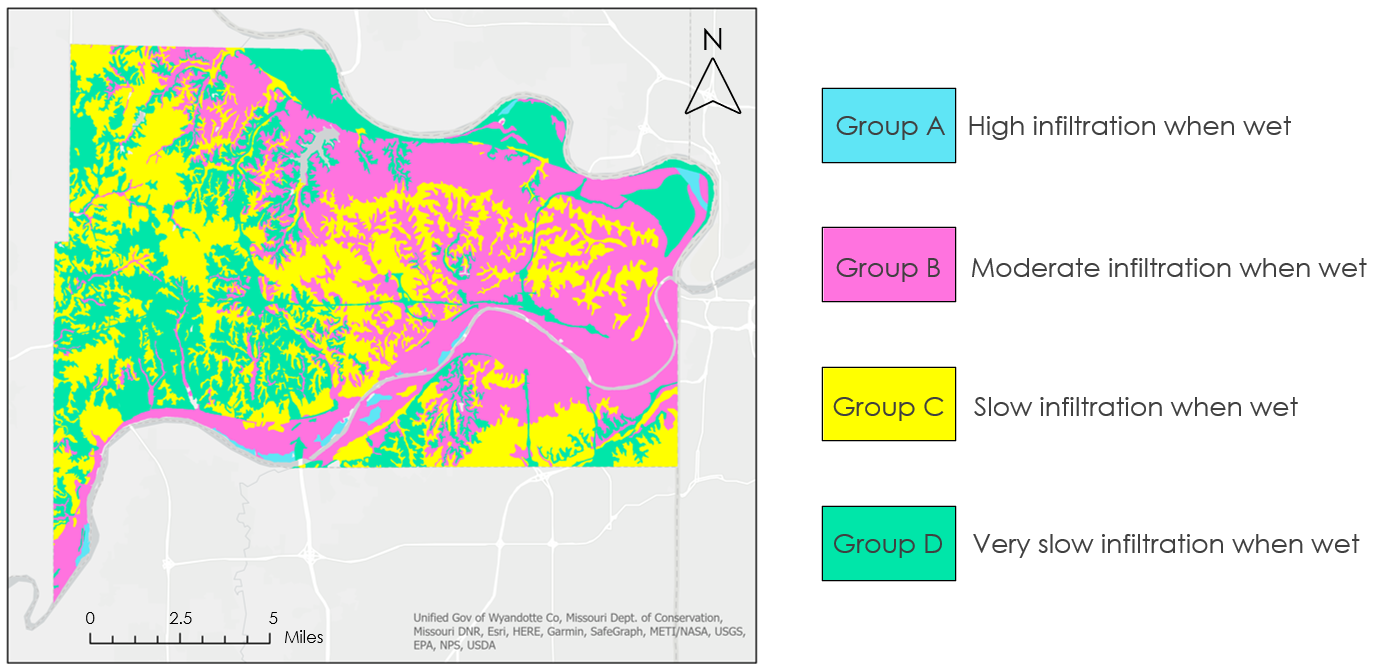 N
Group A High infiltration when wet
Group B Moderate infiltration when wet
Group C Slow infiltration when wet
Group D Very slow infiltration when wet
0 2.5 5
Miles
Unified Gov of Wyandotte Co, Missouri Dept. of Conservation,
Missouri DNR, Esri, HERE, Garmin, SafeGraph, METI/NASA, USGS,
EPA, NPS, USDA